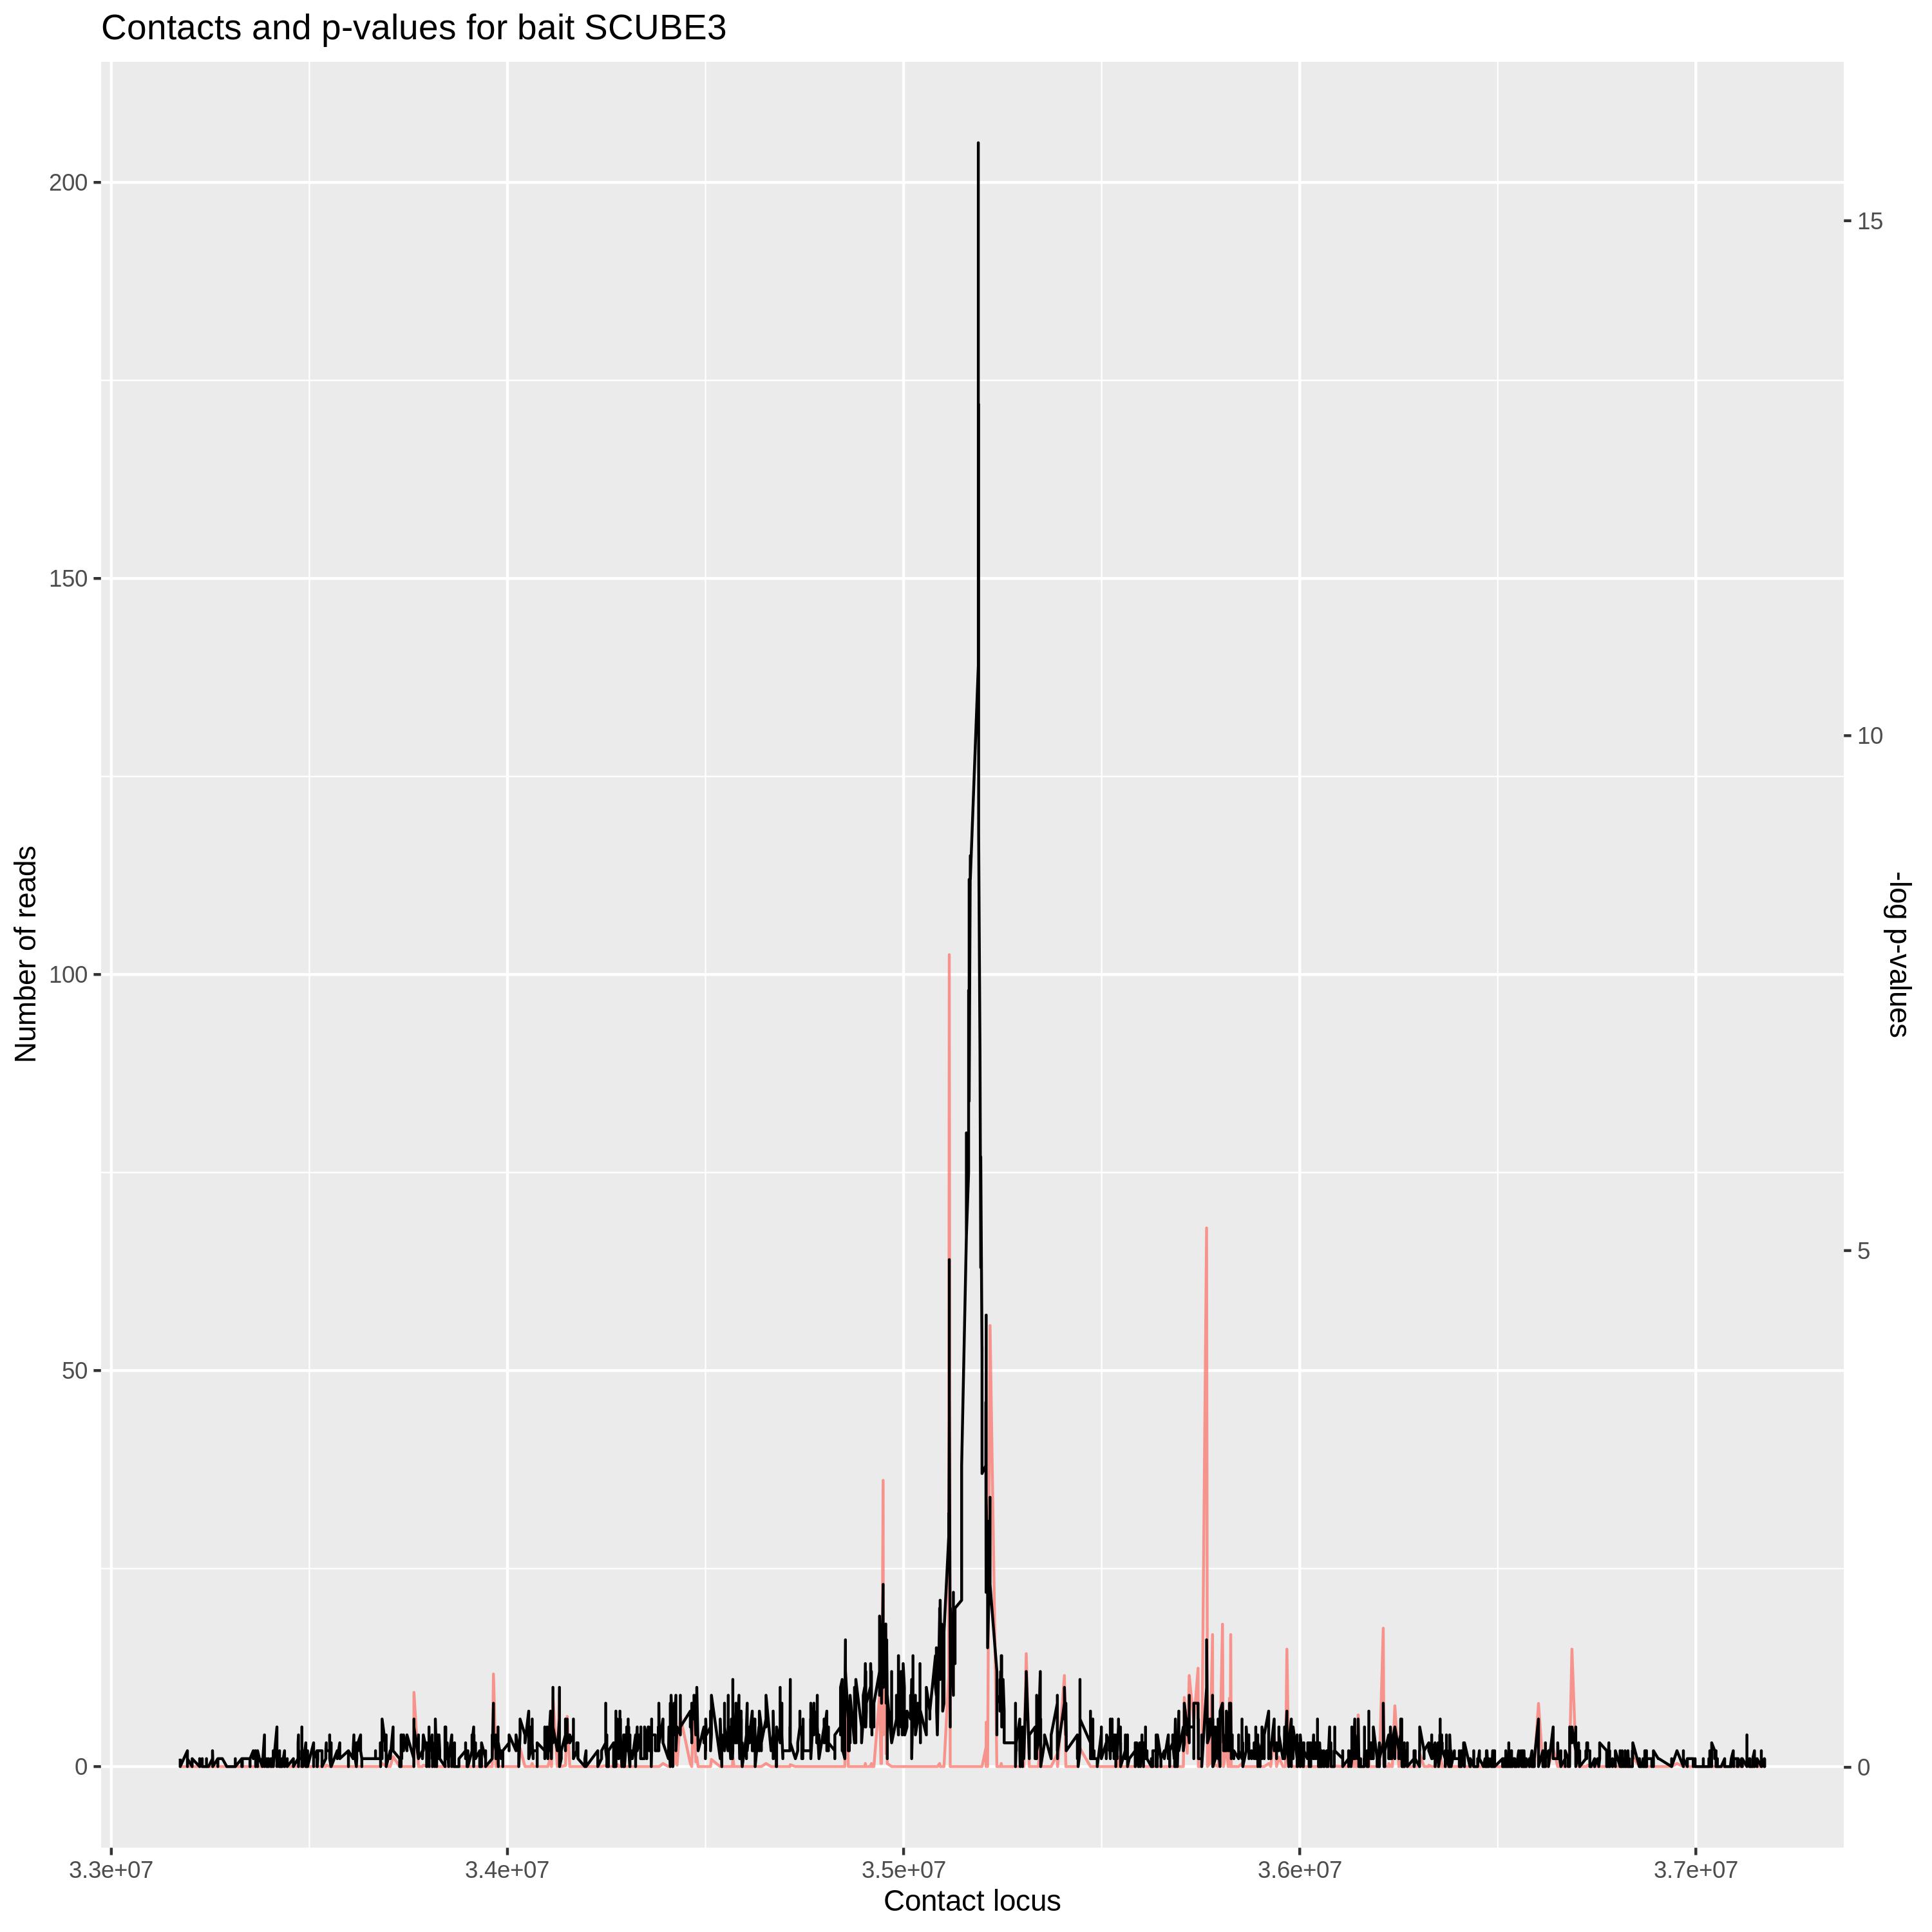 Contacts and p-values for bait SCUBE3
200
150
100
50
0
Number of reads
15
10
5
0
-log p-values
3.3e+07
3.4e+07
3.5e+07
3.6e+07
3.7e+07
Contact locus